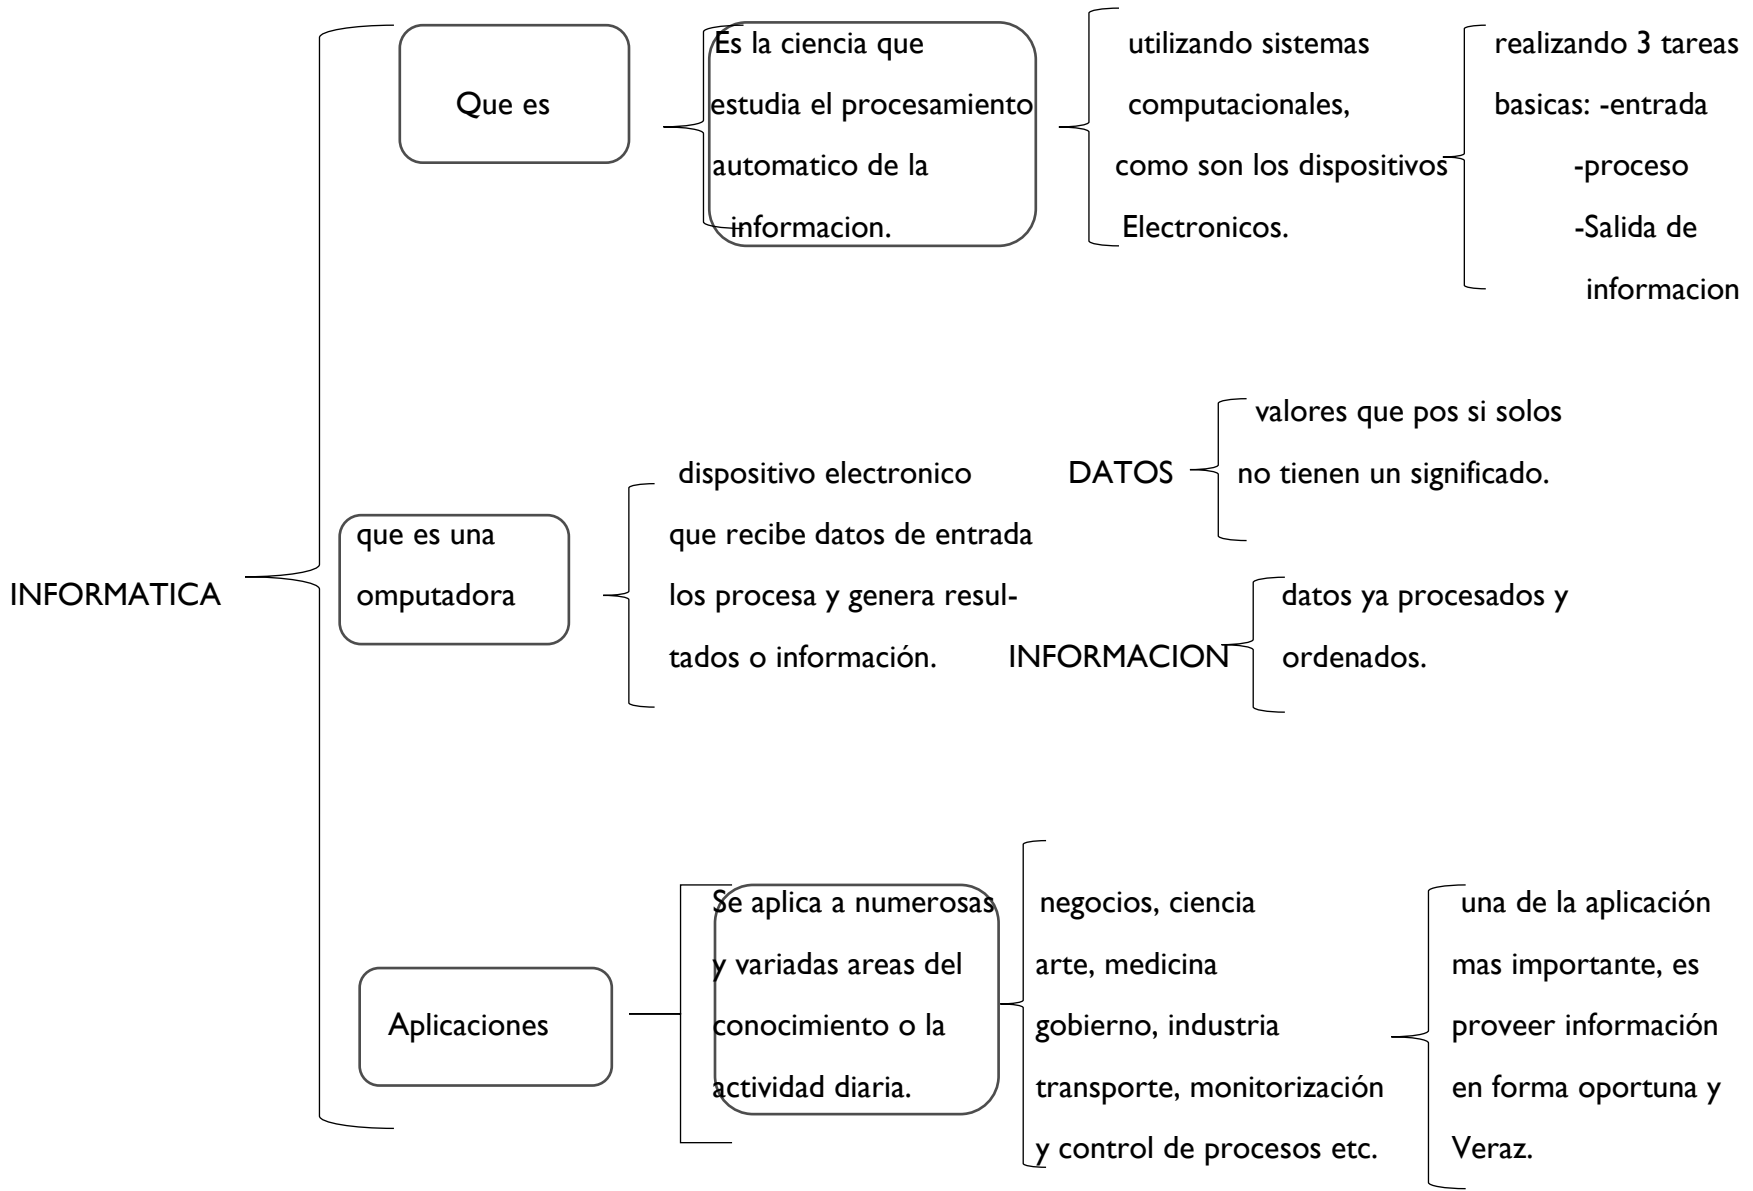 INFORMATICA
Que es
Es la ciencia que
estudia el procesamiento
automatico de la
informacion.
utilizando sistemas
computacionales,
como son los dispositivos
Electronicos.
realizando 3 tareas
basicas: -entrada
-proceso
-Salida de
informacion
que es una
omputadora
dispositivo electronico
que recibe datos de entrada
los procesa y genera resul-
tados o información.
DATOS
valores que pos si solos
no tienen un significado.
INFORMACION
datos ya procesados y
ordenados.
Aplicaciones
Se aplica a numerosas
y variadas areas del
conocimiento o la
actividad diaria.
negocios, ciencia
arte, medicina
gobierno, industria
transporte, monitorización
y control de procesos etc.
una de la aplicación
mas importante, es
proveer información
en forma oportuna y
Veraz.